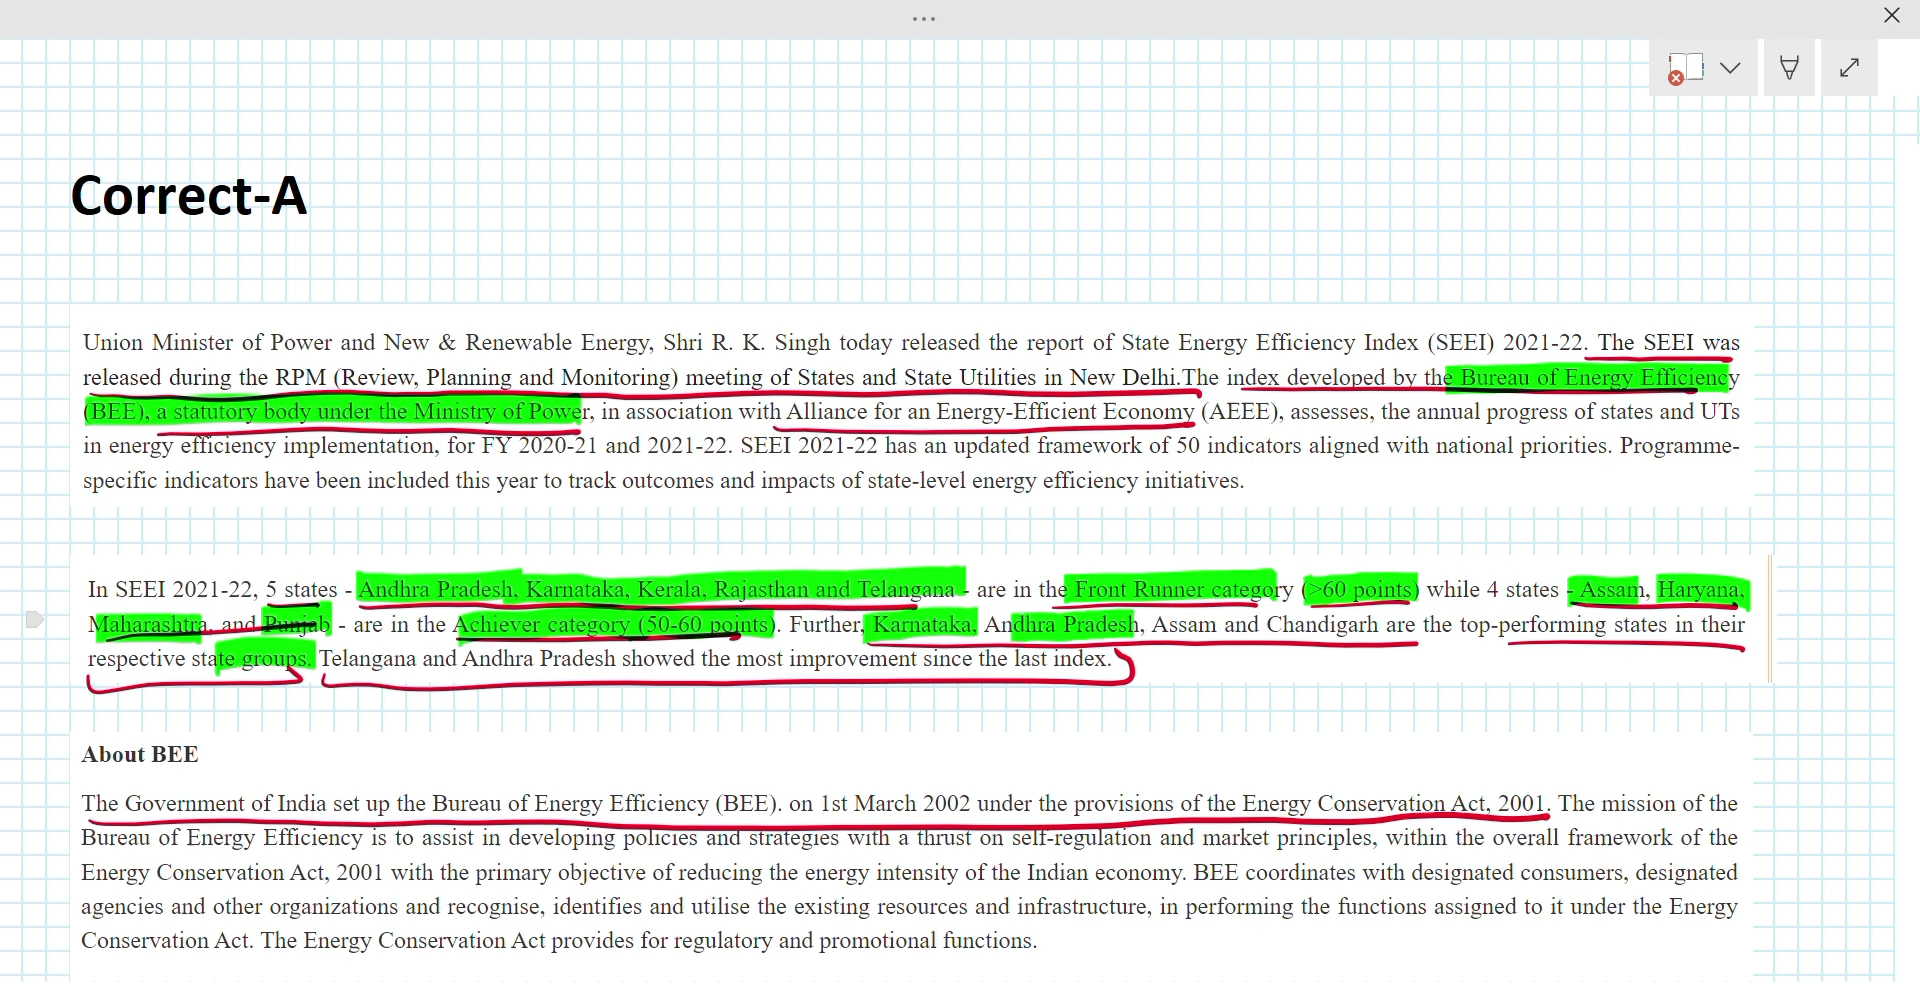 Correct-A
Union Minister of Power and New & Renewable Energy, Shri R. K. Singh today released the report of State Energy Efficiency Index (SEEI) 2021-22. The SEEI was
released during the RPM (Review, Planning and Monitoring) meeting of States and State Utilities in New Delhi.The index developed by the Bureau of Energy Efficiency
(BEE), a statutory body under the Ministry of Power, in association with Alliance for an Energy-Efficient Economy (AEEE), assesses, the annual progress of states and UTs
in energy efficiency implementation, for FY 2020-21 and 2021-22. SEEI 2021-22 has an updated framework of 50 indicators aligned with national priorities. Programme-
specific indicators have been included this year to track outcomes and impacts of state-level energy efficiency initiatives.
In SEEI 2021-22, 5 states - Andhra Pradesh, Karnataka, Kerala, Rajasthan and Telangana - are in the Front Runner category (>60 points) while 4 states - Assam, Haryana,
Maharashtra, and Punjab - are in the Achiever category (50-60 points). Further, Karnataka, Andhra Pradesh, Assam and Chandigarh are the top-performing states in their
respective state groups. Telangana and Andhra Pradesh showed the most improvement since the last index.
About BEE
The Government of India set up the Bureau of Energy Efficiency (BEE). on 1st March 2002 under the provisions of the Energy Conservation Act, 2001. The mission of the
Bureau of Energy Efficiency is to assist in developing policies and strategies with a thrust on self-regulation and market principles, within the overall framework of the
Energy Conservation Act, 2001 with the primary objective of reducing the energy intensity of the Indian economy. BEE coordinates with designated consumers, designated
agencies and other organizations and recognise, identifies and utilise the existing resources and infrastructure, in performing the functions assigned to it under the Energy
Conservation Act. The Energy Conservation Act provides for regulatory and promotional functions.